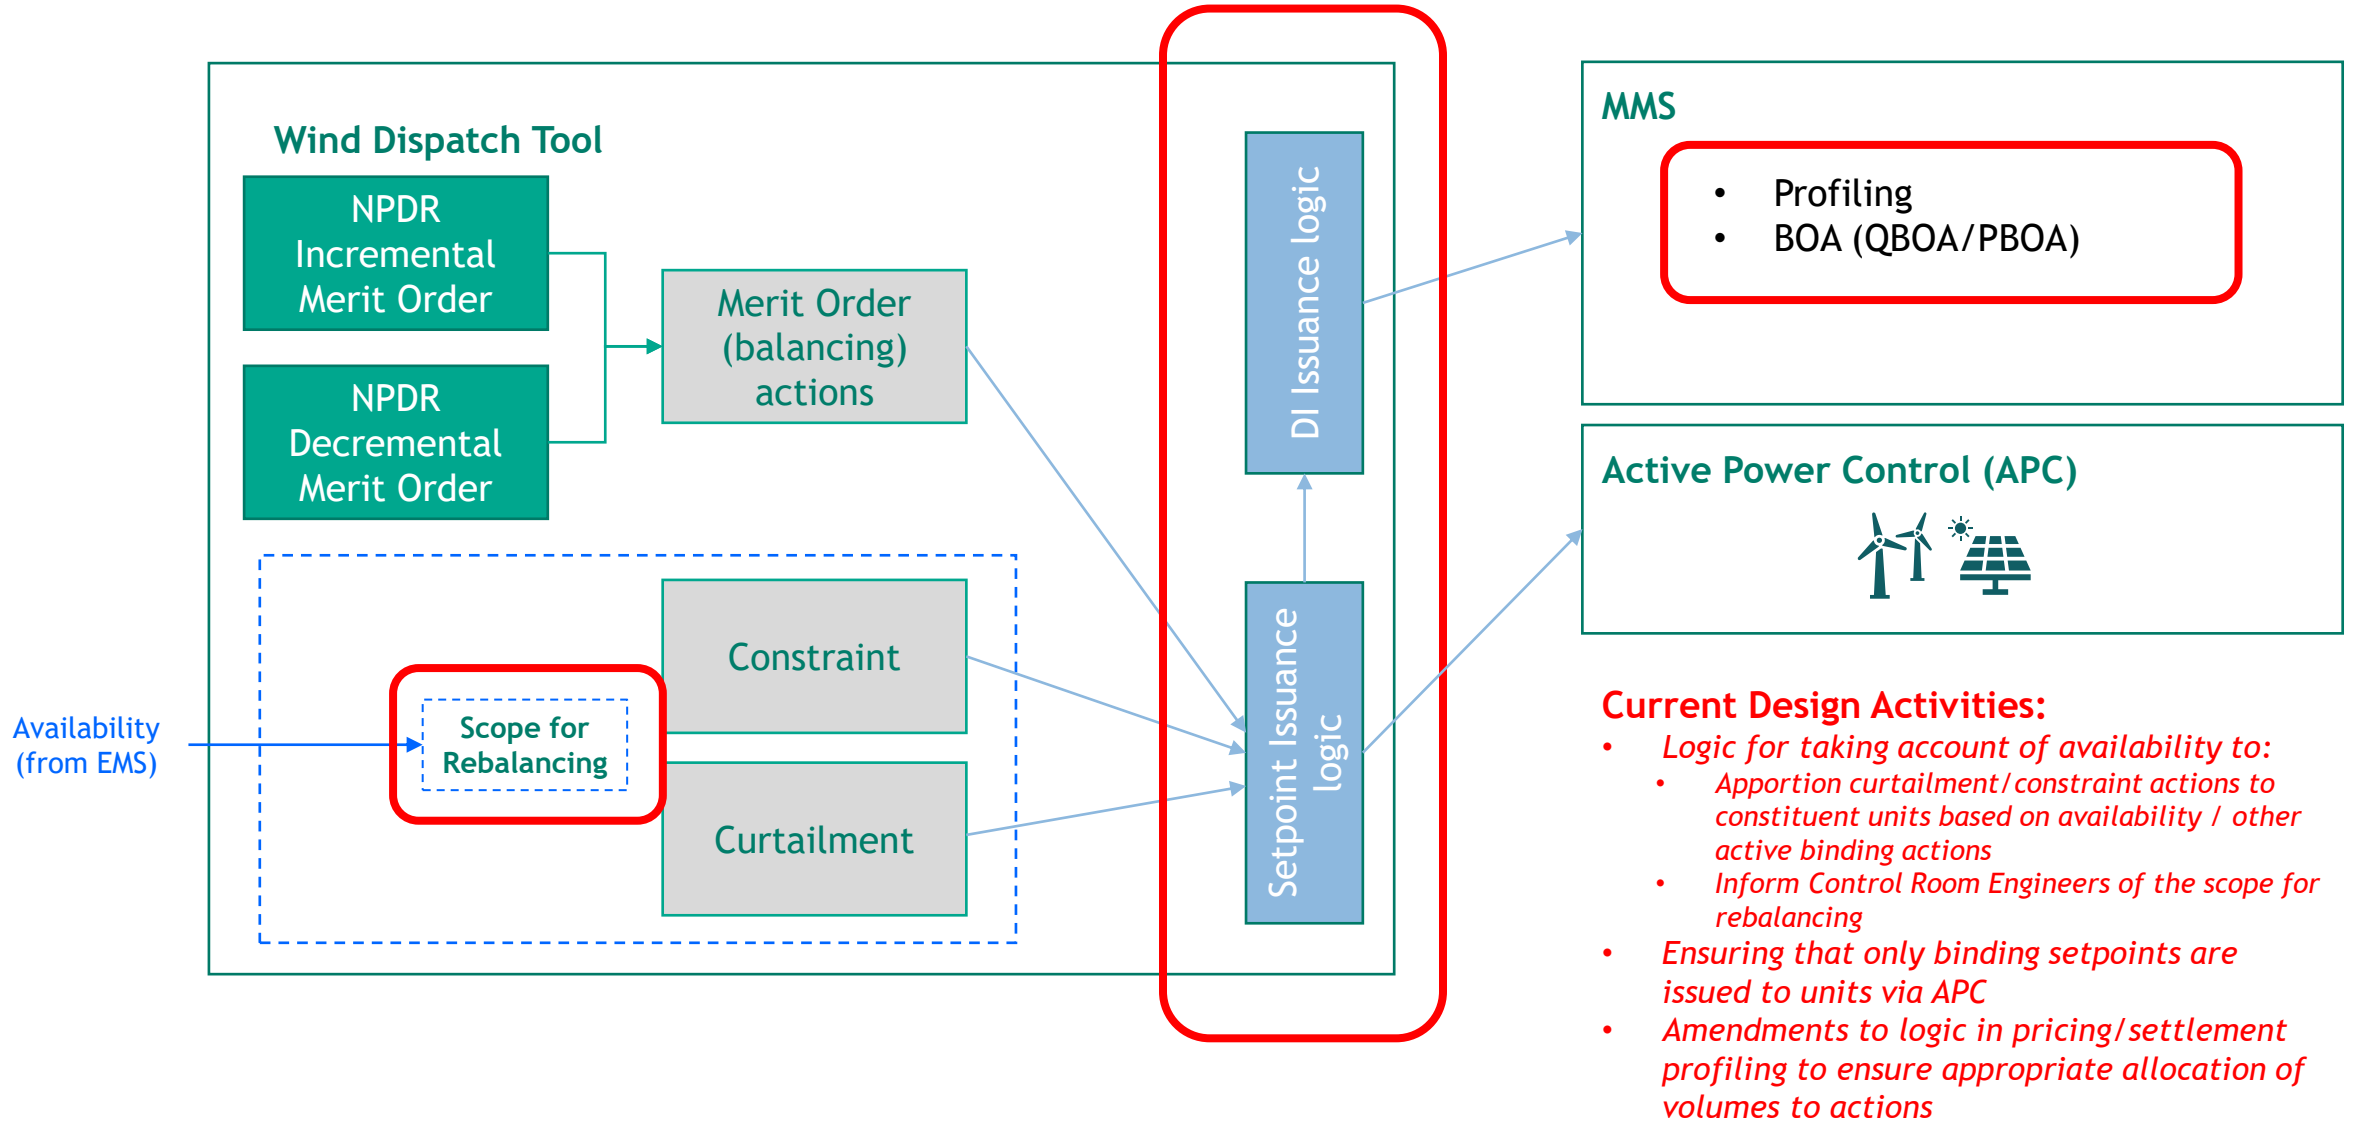 Wind Dispatch Tool
NPDR
Incremental
Merit Order
NPDR
Decremental
Merit Order
Merit Order
(balancing)
actions
Availability
(from EMS)
Scope for
Rebalancing
Constraint
Curtailment
DI Issuance logic
Setpoint Issuance
logic
MMS
• Profiling
• BOA (QBOA/PBOA)
Active Power Control (APC)
Current Design Activities:
• Logic for taking account of availability to:
• Apportion curtailment/constraint actions to
constituent units based on availability / other
active binding actions
• Inform Control Room Engineers of the scope for
rebalancing
• Ensuring that only binding setpoints are
issued to units via APC
• Amendments to logic in pricing/settlement
profiling to ensure appropriate allocation of
volumes to actions